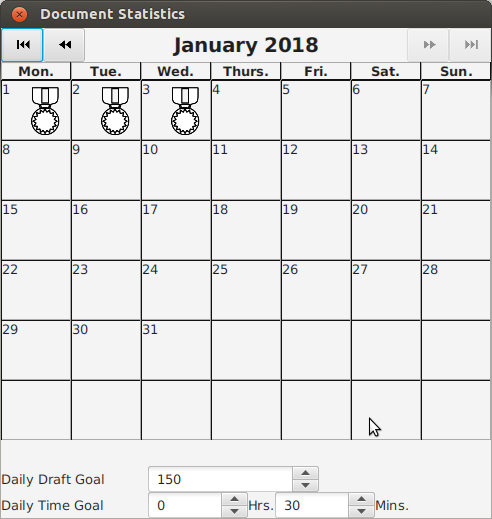 Document Statistics
January 2018
Mon. Tue. Wed. Thurs. Fri. Sat. Sun.
1 2 3 4 5 6 7
8 9 10 11 12 13 14
15 16 17 18 19 20 21
22 23 24 25 26 27 28
29 30 31
Daily Draft Goal 150
Daily Time Goal 0 Hrs. 30 Mins.